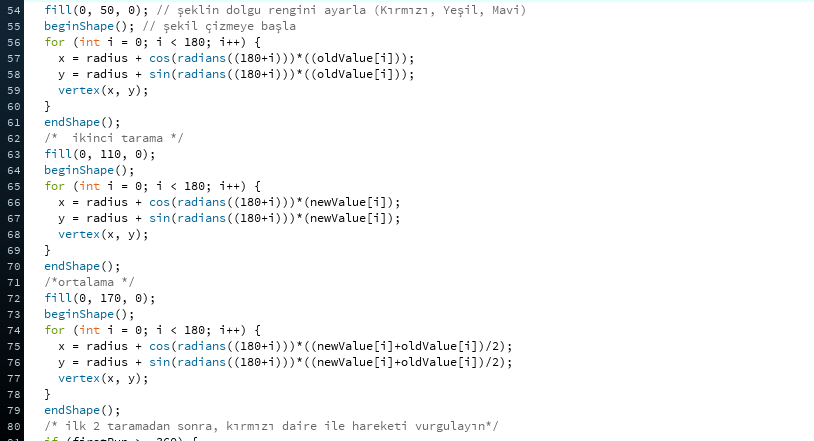 54 fill(0, 50, 0); // şeklin dolgu rengini ayarla (Kırmızı, Yeşil, Mavi)
55 beginShape(); // şekil çizmeye başla
56 for (int i = 0; i < 180; i++) {
57 x = radius + cos(radians((180+i)))*((oldValue[i]));
58 y = radius + sin(radians((180+i)))*((oldValue[i]));
59 vertex(x, y);
60 }
61 endShape();
62 /*  ikinci tarama */
63 fill(0, 110, 0);
64 beginShape();
65 for (int i = 0; i < 180; i++) {
66 x = radius + cos(radians((180+i)))*(newValue[i]);
67 y = radius + sin(radians((180+i)))*(newValue[i]);
68 vertex(x, y);
69 }
70 endShape();
71 /*ortalama */
72 fill(0, 170, 0);
73 beginShape();
74 for (int i = 0; i < 180; i++) {
75 x = radius + cos(radians((180+i)))*((newValue[i]+oldValue[i])/2);
76 y = radius + sin(radians((180+i)))*((newValue[i]+oldValue[i])/2);
77 vertex(x, y);
78 }
79 endShape();
80 /* ilk 2 taramadan sonra, kırmızı daire ile hareketi vurgulayın*/